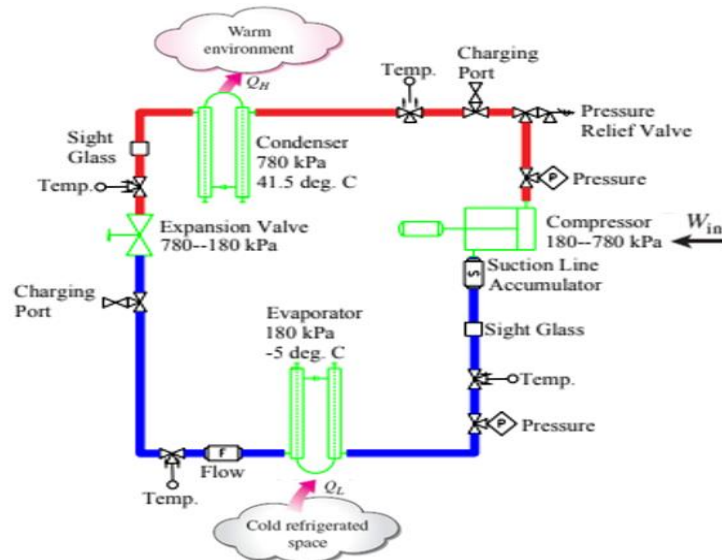 Warm
environment
Q_H
Temp.
Charging
Port
Pressure
Relief Valve
Sight
Glass
Condenser
780 kPa
41.5 deg. C
Temp.
P
Pressure
Expansion Valve
780--180 kPa
Compressor
180--780 kPa
W_in
S
Suction Line
Accumulator
Charging
Port
Evaporator
180 kPa
-5 deg. C
Sight Glass
Temp.
P
Pressure
F
Flow
Temp.
Q_L
Cold refrigerated
space